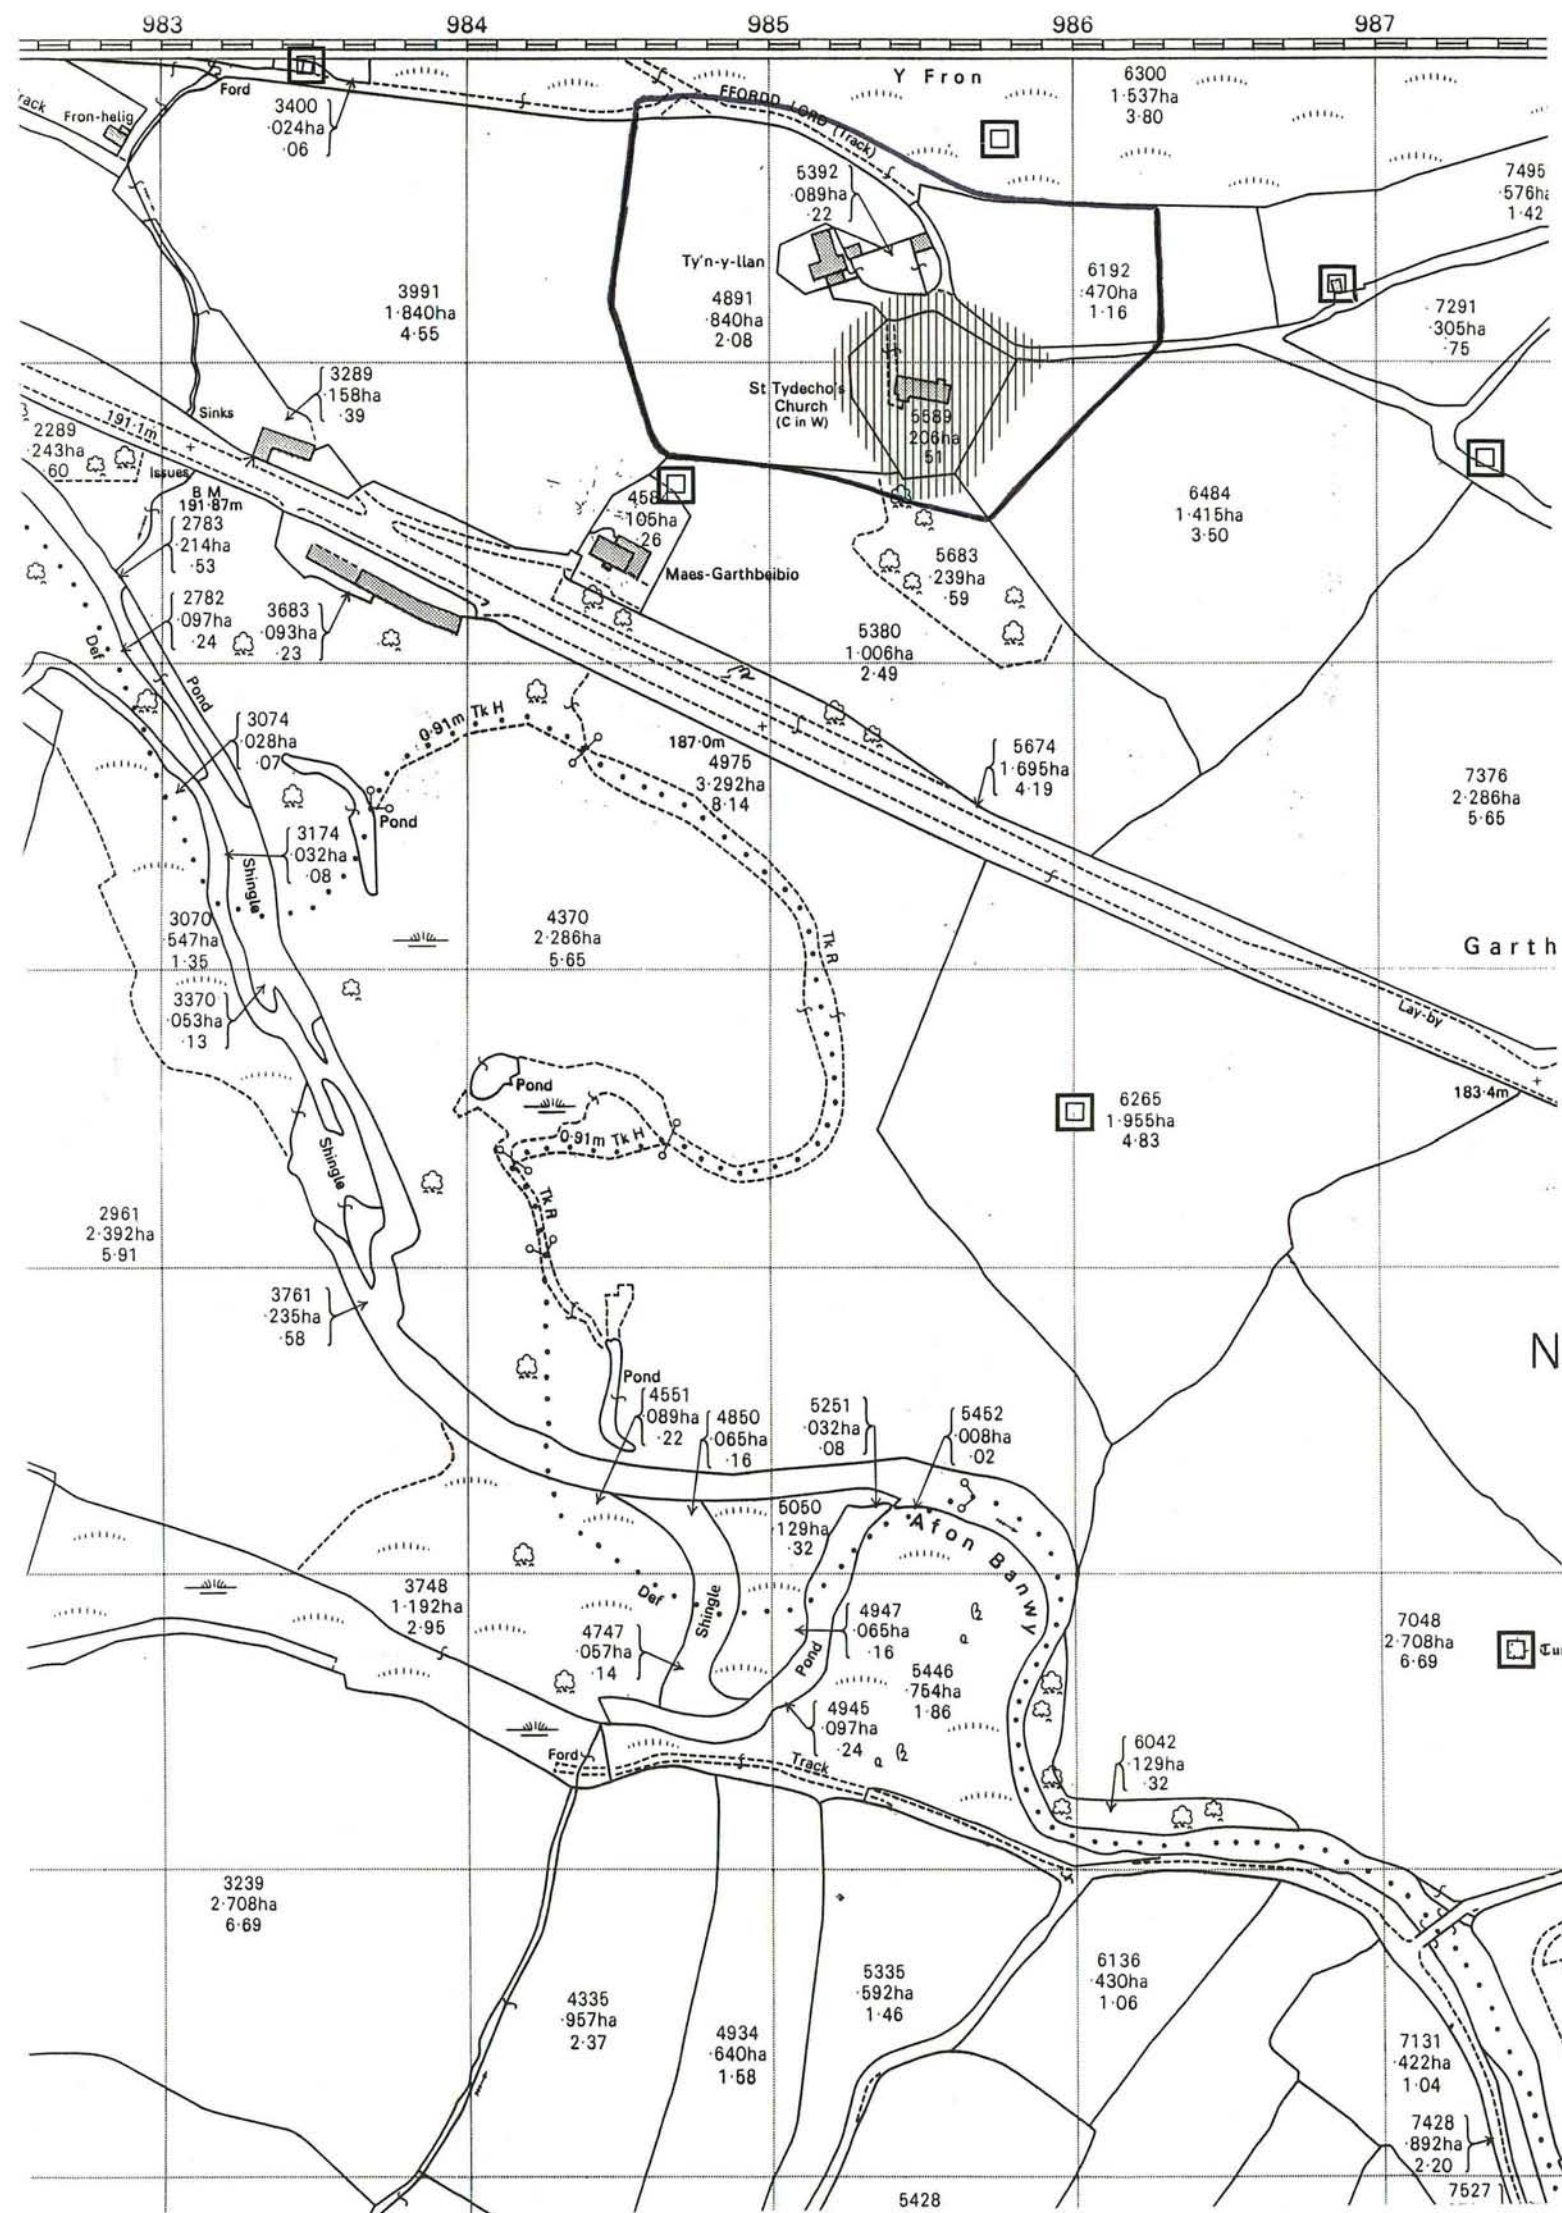 983 984 985 986 987
Y Fron
6300
1·537ha
3·80
Ford
Fron-helig
3400
·024ha
·06
FFORDD LORD (Track)
5392
·089ha
·22
7495
·576ha
1·42
Ty'n-y-llan
3991
1·840ha
4·55
4891
·840ha
2·08
6192
·470ha
1·16
7291
·305ha
·75
3289
·158ha
·39
St Tydecho's
Church
(C in W)
5589
206ha
51
191·1m
Sinks
2289
·243ha
·60
Issues
B M
191·87m
2783
·214ha
·53
458
·105ha
·26
Maes-Garthbeibio
6484
1·415ha
3·50
5683
·239ha
·59
2782
·097ha
·24
3683
·093ha
·23
Def
Pond
5380
1·006ha
2·49
0·91m Tk H
3074
·028ha
·07
187·0m
4975
3·292ha
8·14
5674
1·695ha
4·19
7376
2·286ha
5·65
Pond
3174
·032ha
·08
Shingle
3070
·547ha
1·35
4370
2·286ha
5·65
Tk R
Garth
3370
·053ha
·13
Lay-by
Pond
183·4m
6265
1·955ha
4·83
0·91m Tk H
Shingle
Tk R
2961
2·392ha
5·91
3761
·235ha
·58
N
Pond
4551
·089ha
·22
4850
·065ha
·16
5251
·032ha
·08
5452
·008ha
·02
5050
·129ha
·32
Afon Banwy
3748
1·192ha
2·95
Def
Shingle
4747
·057ha
·14
4947
·065ha
·16
Pond
7048
2·708ha
6·69
5446
·754ha
1·86
4945
·097ha
·24
Ford
Track
6042
·129ha
·32
3239
2·708ha
6·69
4335
·957ha
2·37
4934
·640ha
1·58
5335
·592ha
1·46
6136
·430ha
1·06
7131
·422ha
1·04
7428
·892ha
2·20
5428
7527